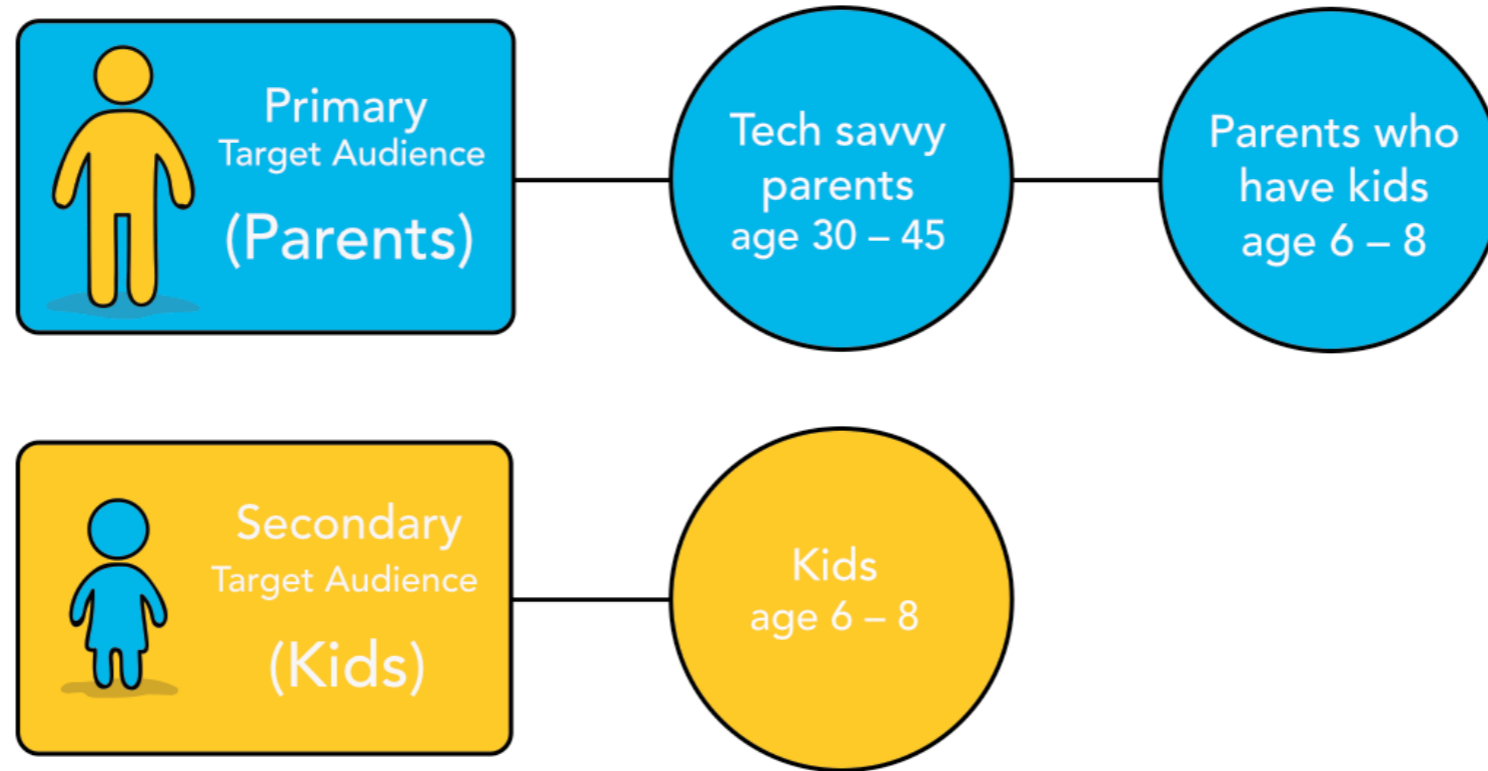 Primary
Target Audience
(Parents)
Tech savvy
parents
age 30 – 45
Parents who
have kids
age 6 – 8
Secondary
Target Audience
(Kids)
Kids
age 6 – 8